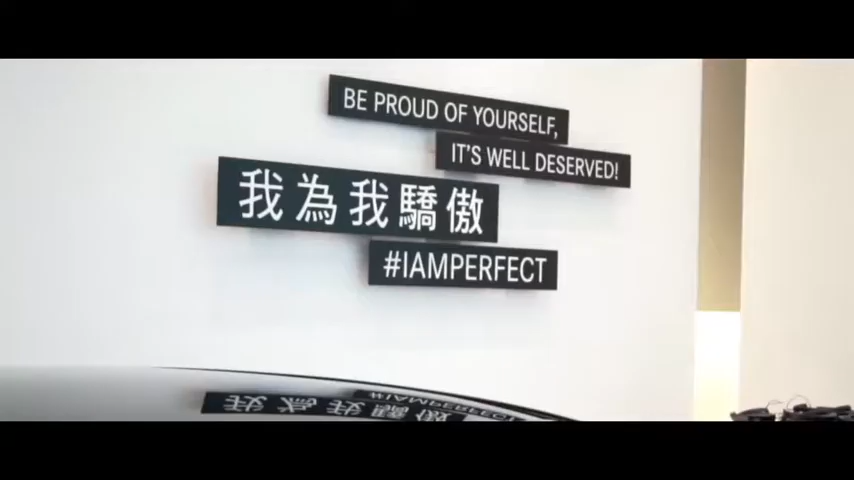 BE PROUD OF YOURSELF,
IT'S WELL DESERVED!
我為我驕傲
#IAMPERFECT